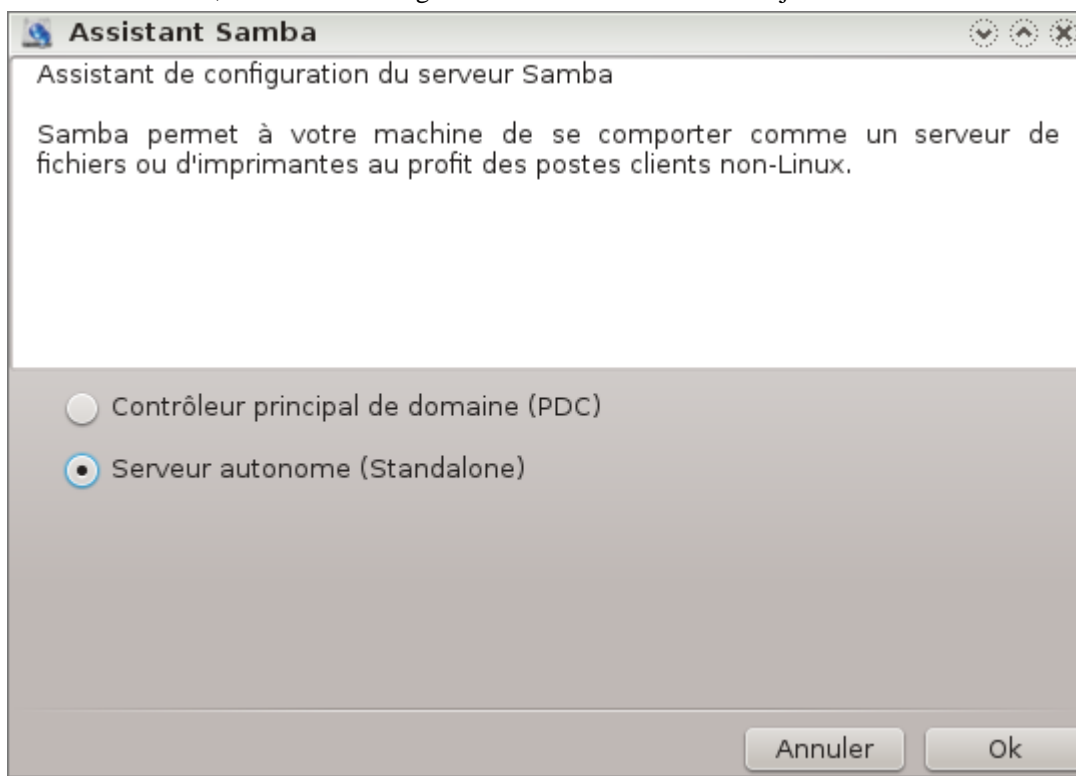 Assistant Samba
Assistant de configuration du serveur Samba
Samba permet à votre machine de se comporter comme un serveur de
fichiers ou d'imprimantes au profit des postes clients non-Linux.
Contrôleur principal de domaine (PDC)
Serveur autonome (Standalone)
Annuler
Ok